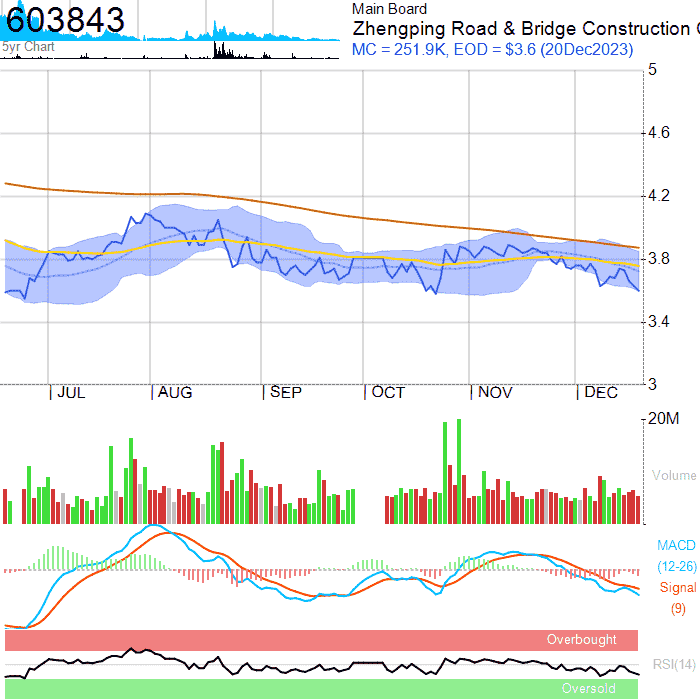 603843
5yr Chart
Main Board
Zhengping Road & Bridge Construction
MC = 251.9K, EOD = $3.6 (20Dec2023)
5
4.6
4.2
3.8
3.4
3
| JUL
| AUG
| SEP
| OCT
| NOV
| DEC
20M
Volume
MACD
(12-26)
Signal
(9)
Overbought
RSI(14)
Oversold